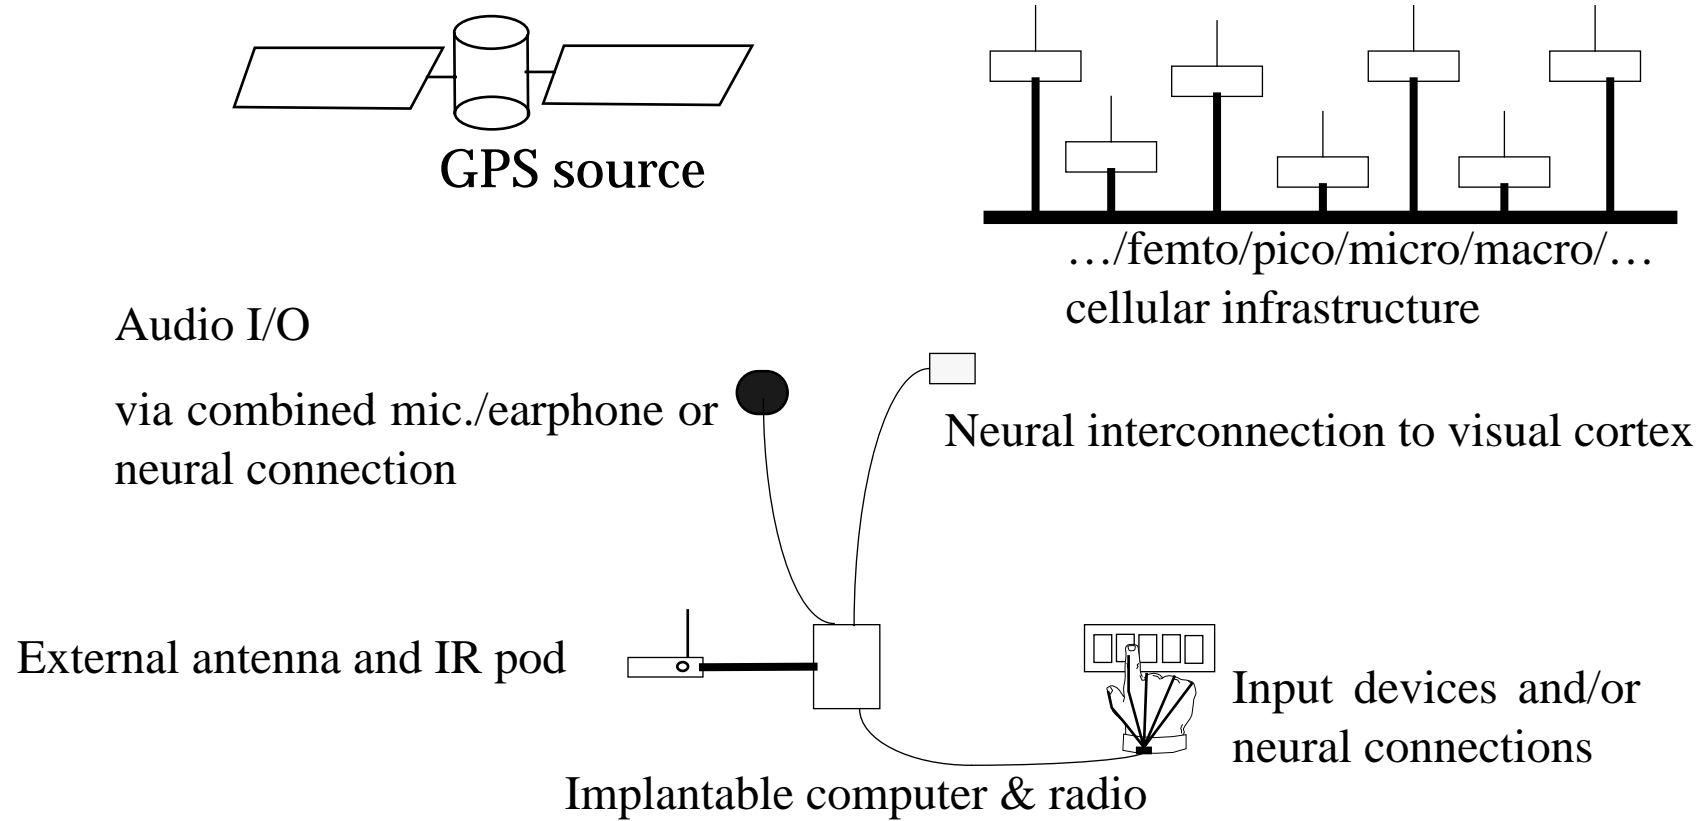 GPS source
…/femto/pico/micro/macro/…
cellular infrastructure
Audio I/O
via combined mic./earphone or
neural connection
Neural interconnection to visual cortex
External antenna and IR pod
Input devices and/or
neural connections
Implantable computer & radio